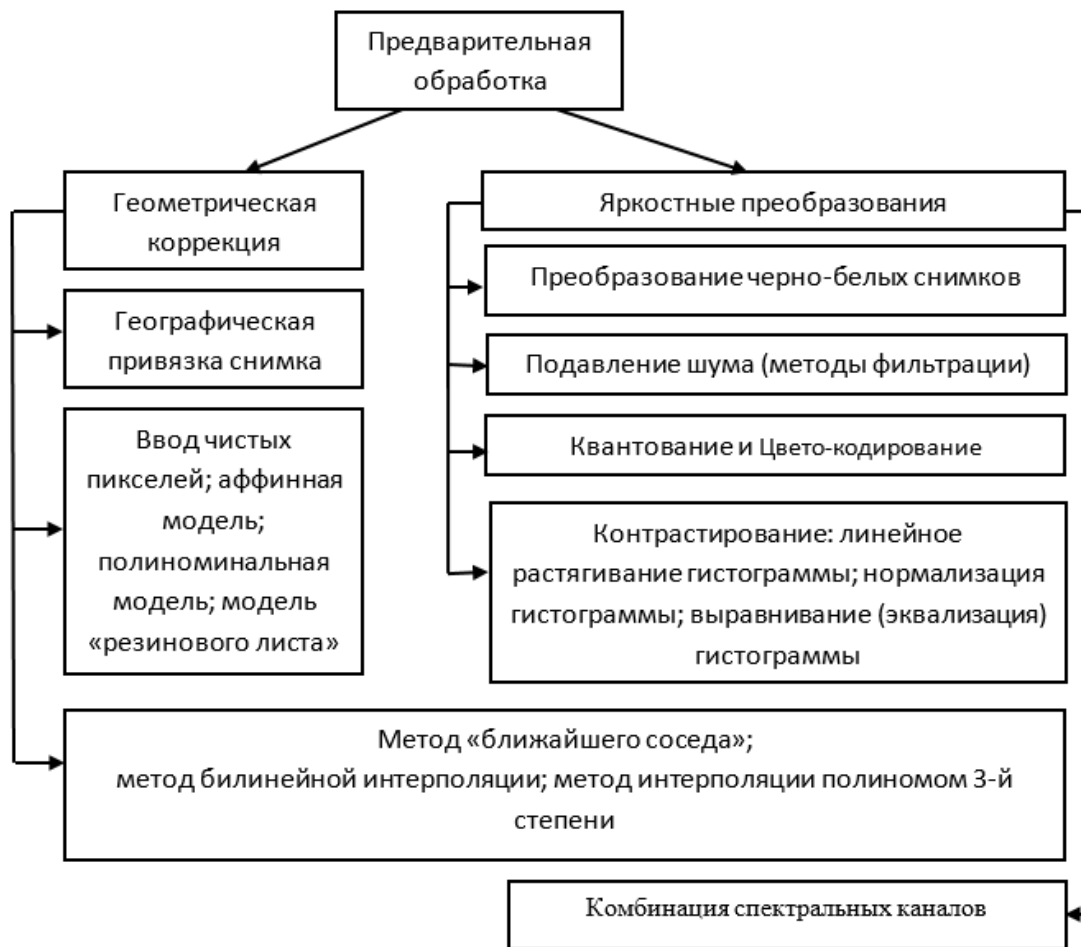 Предварительная
обработка
Геометрическая
коррекция
Географическая
привязка снимка
Ввод чистых
пикселей; аффинная
модель;
полиноминальная
модель; модель
«резинового листа»
Яркостные преобразования
Преобразование черно-белых снимков
Подавление шума (методы фильтрации)
Квантование и Цвето-кодирование
Контрастирование: линейное
растягивание гистограммы; нормализация
гистограммы; выравнивание (эквализация)
гистограммы
Метод «ближайшего соседа»;
метод билинейной интерполяции; метод интерполяции полиномом 3-й
степени
Комбинация спектральных каналов